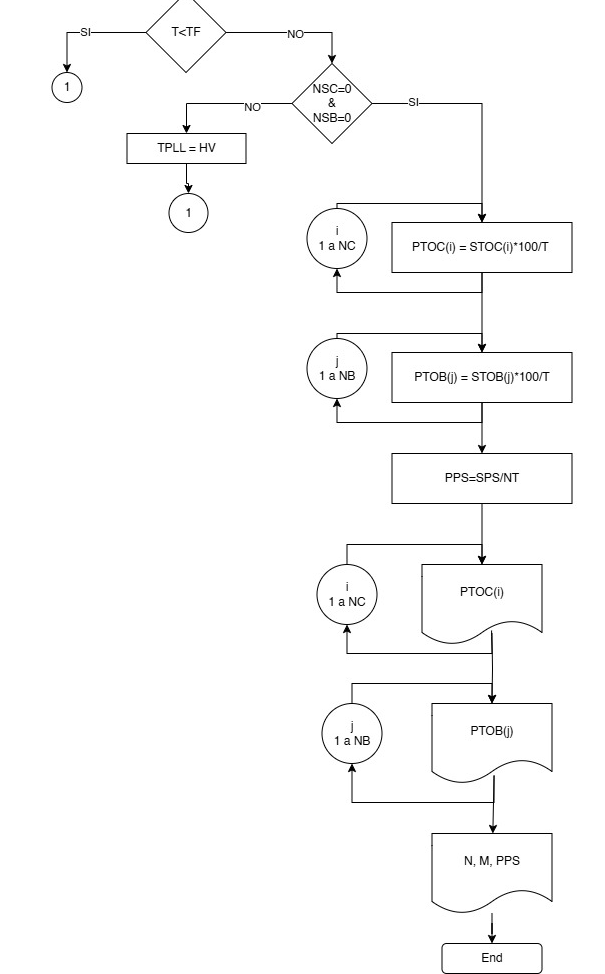 T<TF
SI
NO
1
NSC=0
&
NSB=0
NO
SI
TPLL = HV
1
i
1 a NC
PTOC(i) = STOC(i)*100/T
j
1 a NB
PTOB(j) = STOB(j)*100/T
PPS=SPS/NT
i
1 a NC
PTOC(i)
j
1 a NB
PTOB(j)
N, M, PPS
End